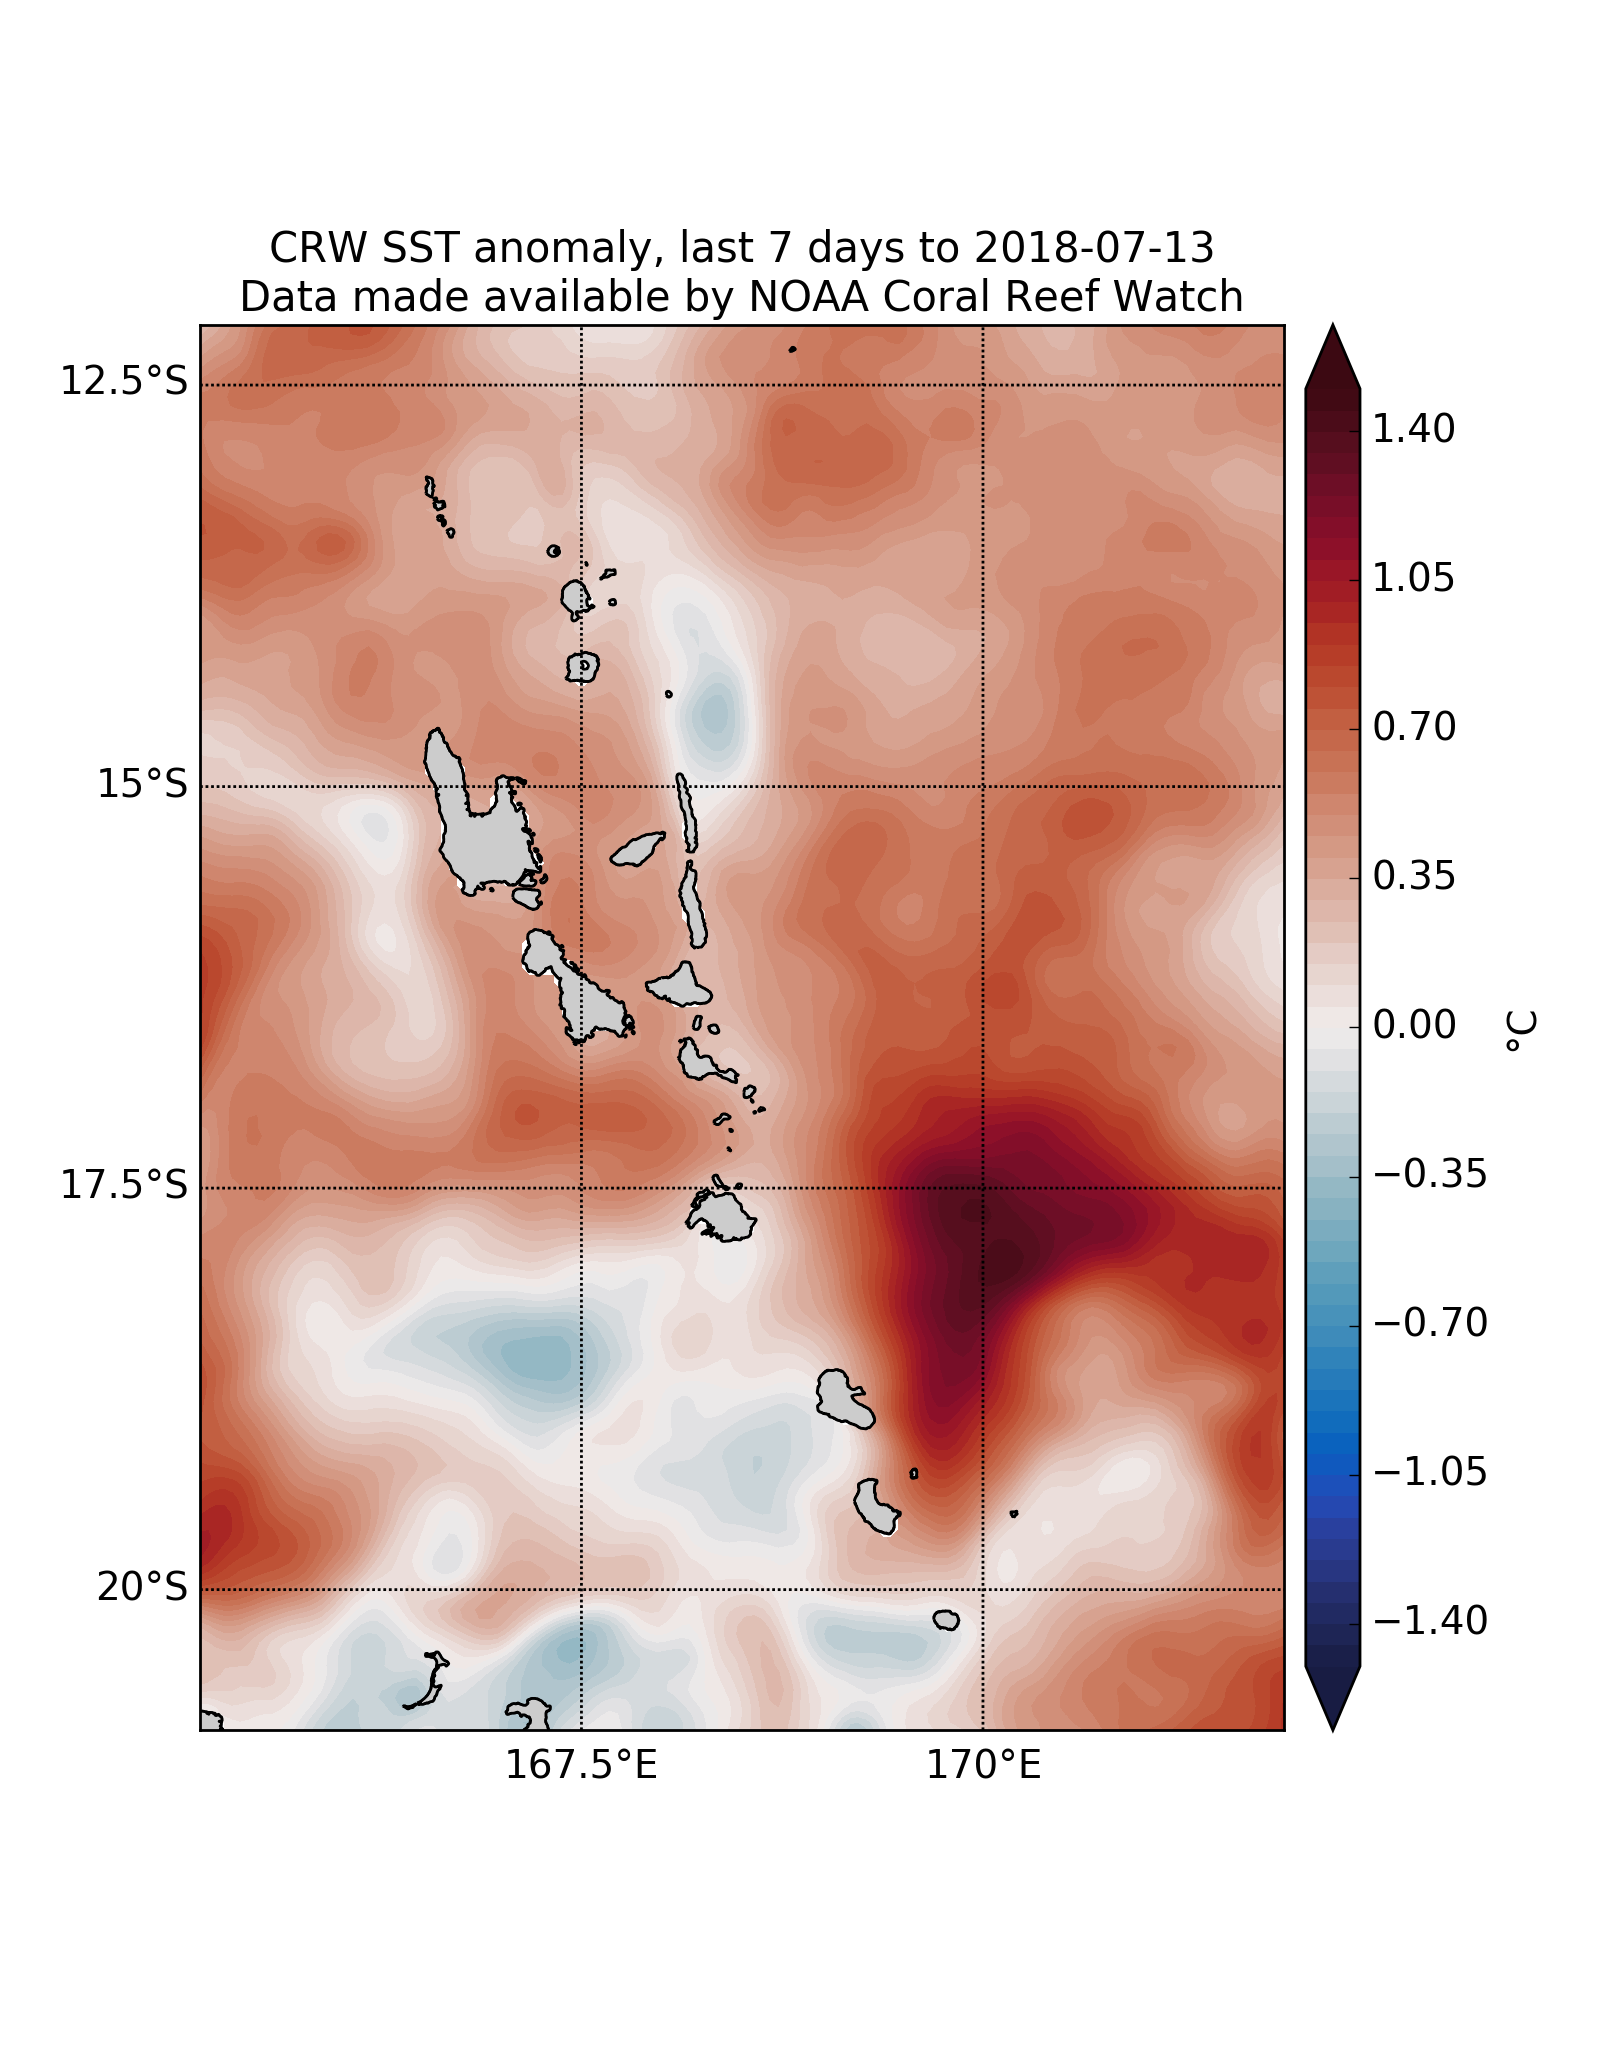 CRW SST anomaly, last 7 days to 2018-07-13
Data made available by NOAA Coral Reef Watch
12.5°S
15°S
17.5°S
20°S
167.5°E
170°E
1.40
1.05
0.70
0.35
0.00
−0.35
−0.70
−1.05
−1.40
°C